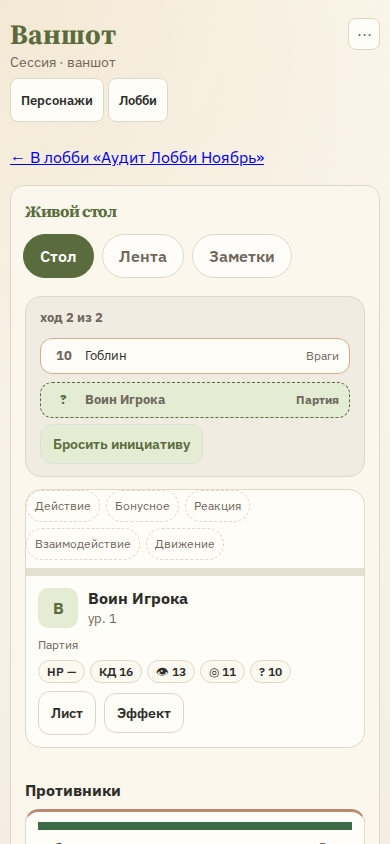 Ваншот
...
Сессия · ваншот
Персонажи Лобби
← В лобби «Аудит Лобби Ноябрь»
Живой стол
Стол Лента Заметки
ход 2 из 2
10 Гоблин Враги
? Воин Игрока Партия
Бросить инициативу
Действие Бонусное Реакция
Взаимодействие Движение
В Воин Игрока
ур. 1
Партия
HP — КД 16 👁 13 ◎ 11 ? 10
Лист Эффект
Противники